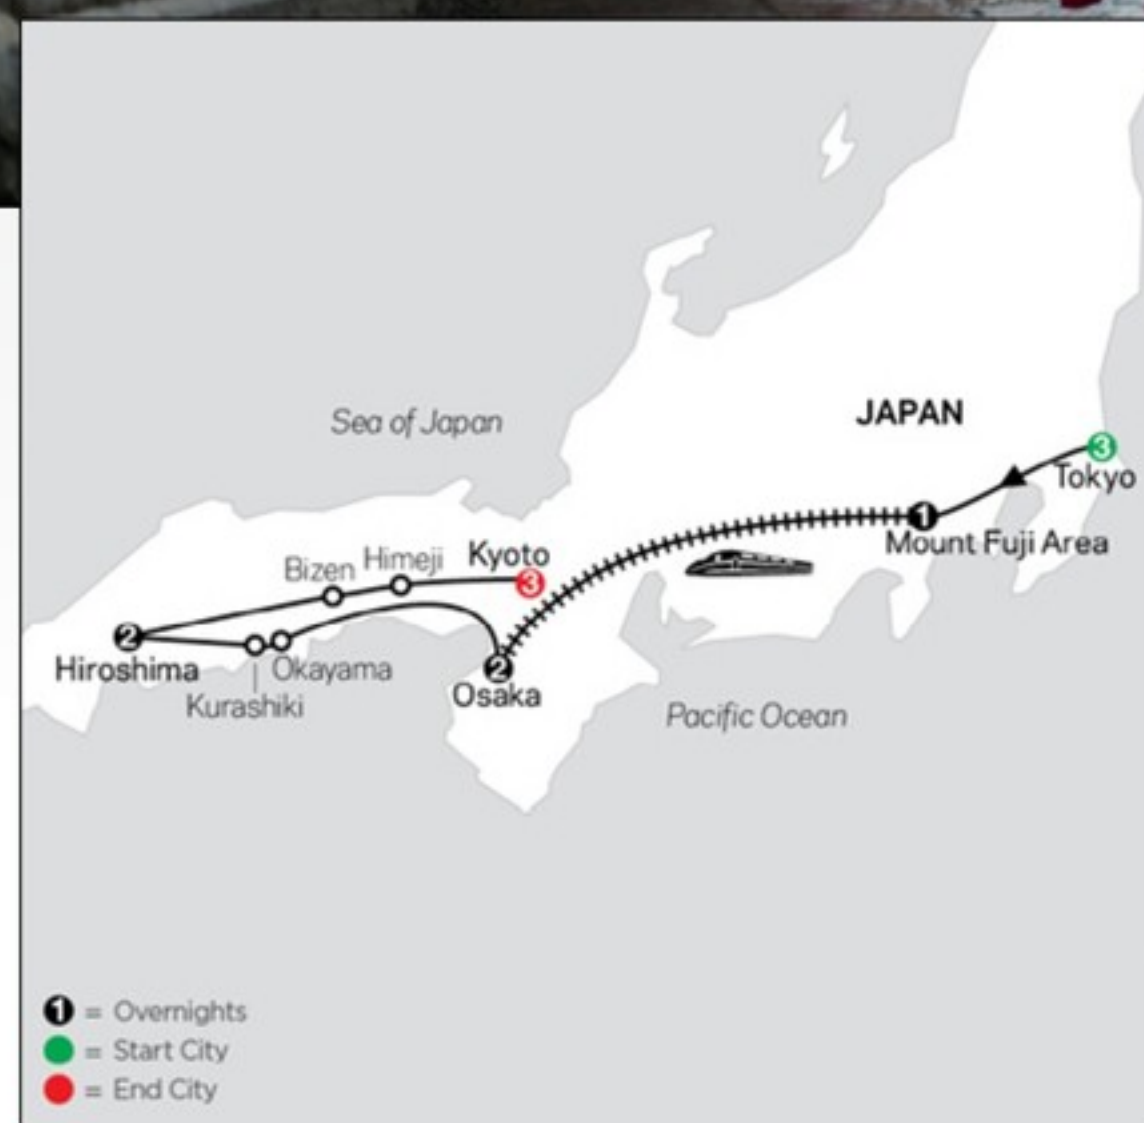 Sea of Japan
JAPAN
3
Tokyo
1
Mount Fuji Area
Bizen
Himeji
Kyoto
3
2
Hiroshima
Okayama
Kurashiki
2
Osaka
Pacific Ocean
1 = Overnights
= Start City
= End City